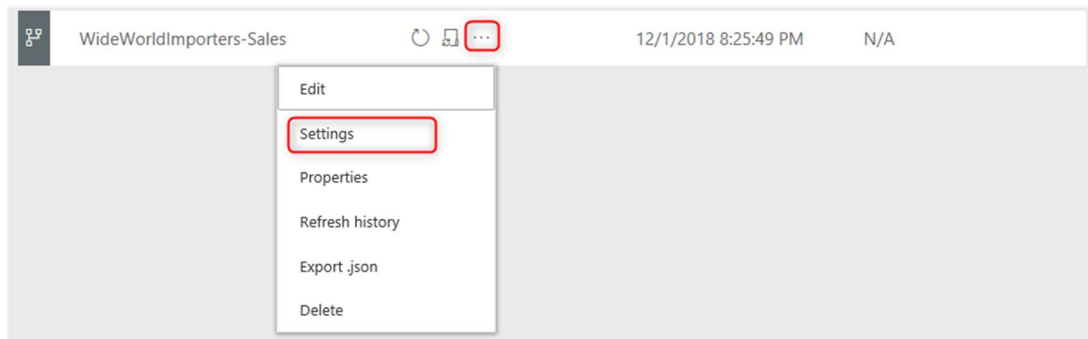 WideWorldImporters-Sales ... 12/1/2018 8:25:49 PM N/A
Edit
Settings
Properties
Refresh history
Export .json
Delete